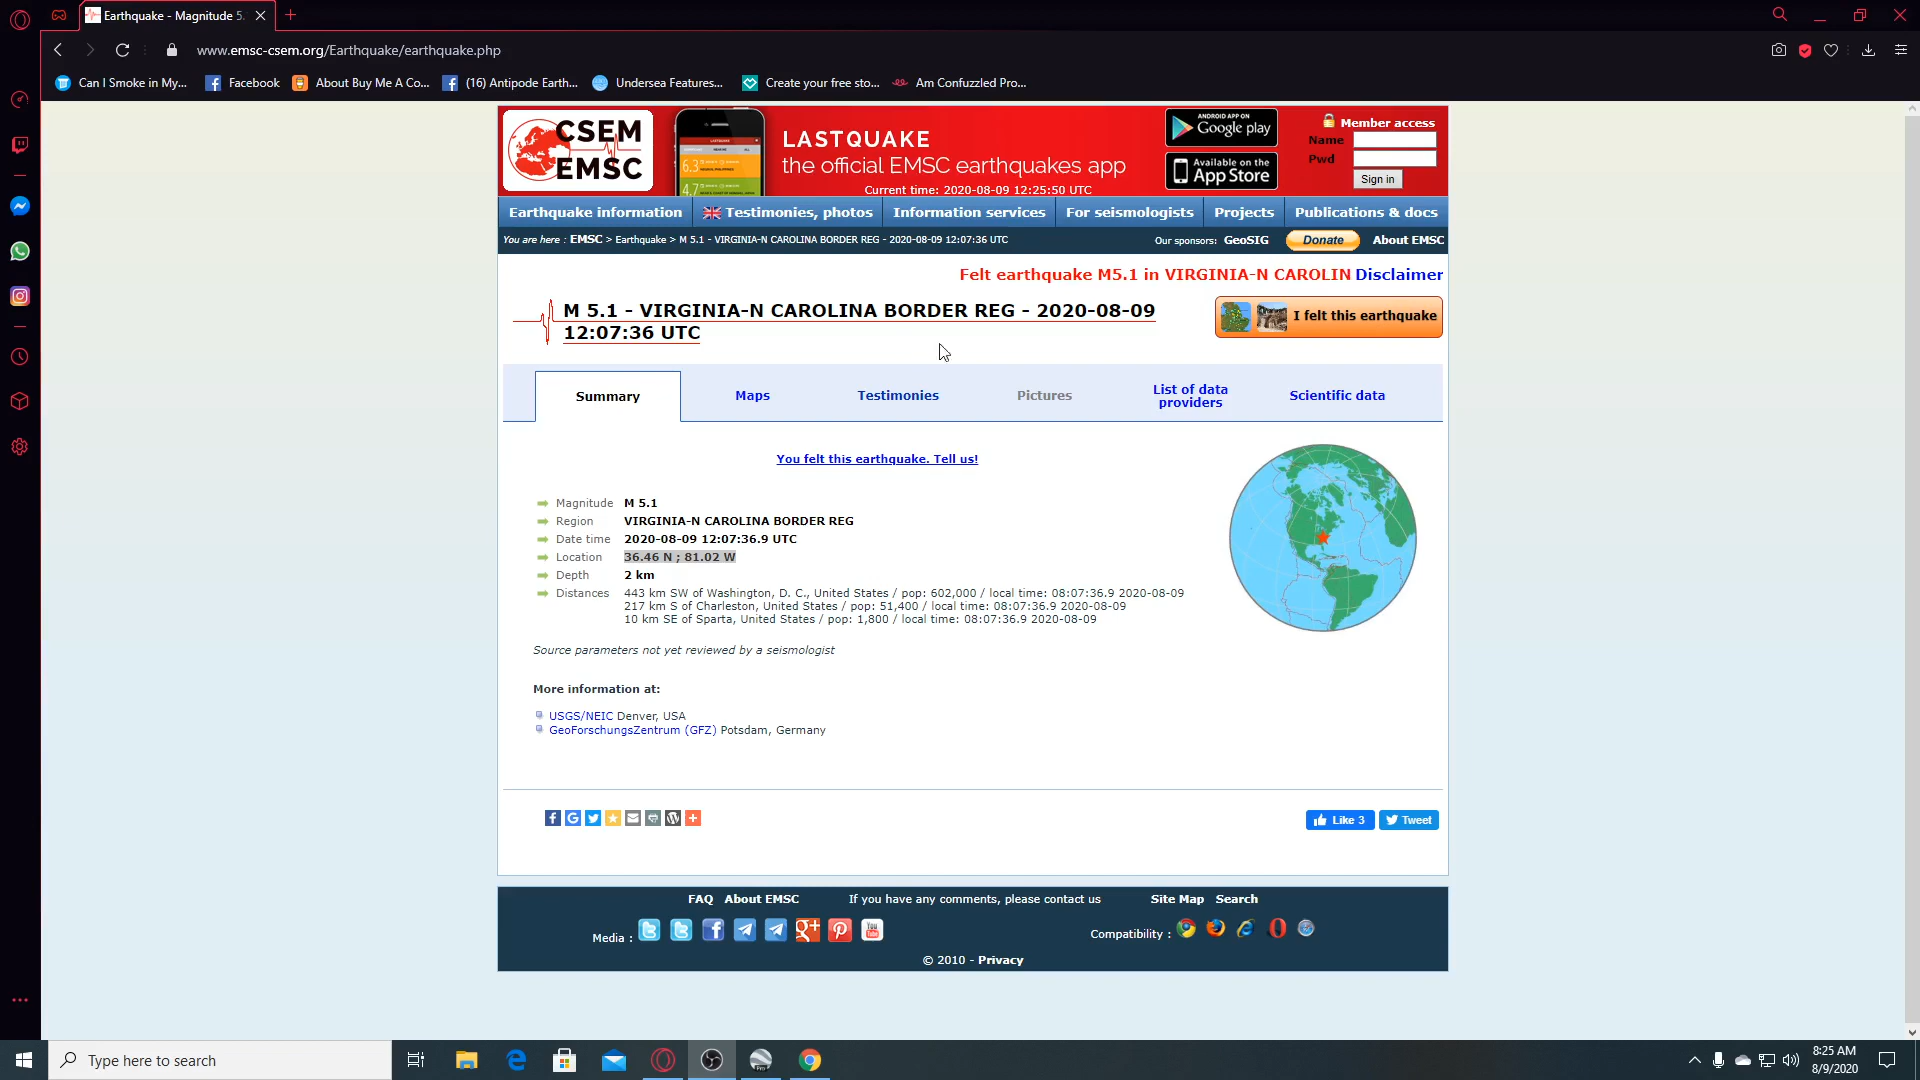 Earthquake - Magnitude 5.
www.emsc-csem.org/Earthquake/earthquake.php
Can I Smoke in My...
Facebook
About Buy Me A Co...
(16) Antipode Earth...
Undersea Features...
Create your free sto...
Am Confuzzled Pro...
CSEM
EMSC
6.3
4.7
LASTQUAKE
the official EMSC earthquakes app
Current time: 2020-08-09 12:25:50 UTC
ANDROID APP ON
Google play
Available on the
App Store
Member access
Name
Pwd
Sign in
Earthquake information
Testimonies, photos
Information services
For seismologists
Projects
Publications & docs
You are here : EMSC > Earthquake > M 5.1 - VIRGINIA-N CAROLINA BORDER REG - 2020-08-09 12:07:36 UTC
Our sponsors: GeoSIG
Donate
About EMSC
Felt earthquake M5.1 in VIRGINIA-N CAROLIN Disclaimer
M 5.1 - VIRGINIA-N CAROLINA BORDER REG - 2020-08-09
12:07:36 UTC
I felt this earthquake
Summary
Maps
Testimonies
Pictures
List of data
providers
Scientific data
You felt this earthquake. Tell us!
Magnitude M 5.1
Region VIRGINIA-N CAROLINA BORDER REG
Date time 2020-08-09 12:07:36.9 UTC
Location 36.46 N ; 81.02 W
Depth 2 km
Distances 443 km SW of Washington, D. C., United States / pop: 602,000 / local time: 08:07:36.9 2020-08-09
217 km S of Charleston, United States / pop: 51,400 / local time: 08:07:36.9 2020-08-09
10 km SE of Sparta, United States / pop: 1,800 / local time: 08:07:36.9 2020-08-09
Source parameters not yet reviewed by a seismologist
More information at:
USGS/NEIC Denver, USA
GeoForschungsZentrum (GFZ) Potsdam, Germany
Like 3
Tweet
FAQ About EMSC If you have any comments, please contact us Site Map Search
Media :
Compatibility :
© 2010 - Privacy
Type here to search
8:25 AM
8/9/2020